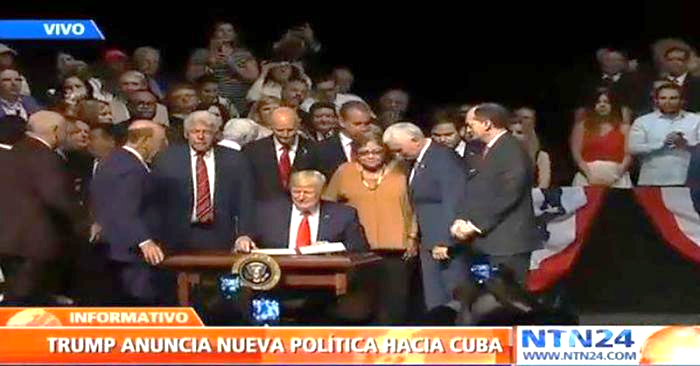 VIVO
INFORMATIVO
TRUMP ANUNCIA NUEVA POLÍTICA HACIA CUBA
NTN24
WWW.NTN24.COM